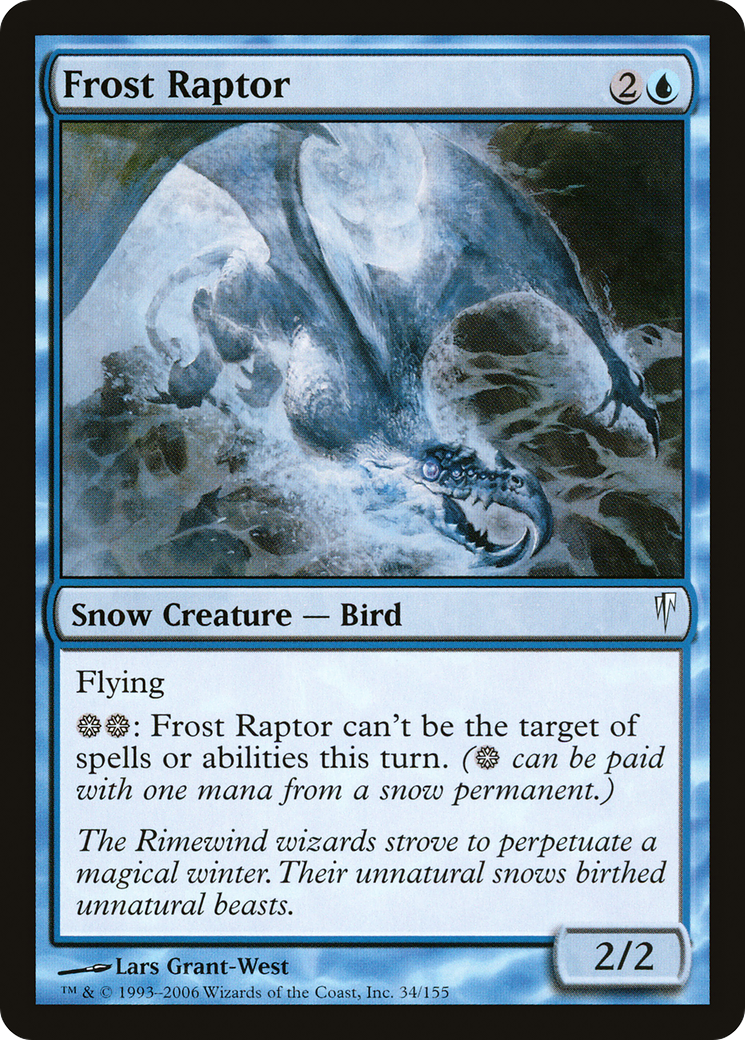 Frost Raptor 2
Snow Creature — Bird
Flying
: Frost Raptor can't be the target of
spells or abilities this turn. ( can be paid
with one mana from a snow permanent.)
The Rimewind wizards strove to perpetuate a
magical winter. Their unnatural snows birthed
unnatural beasts.
2/2
Lars Grant-West
™ & © 1993–2006 Wizards of the Coast, Inc. 34/155